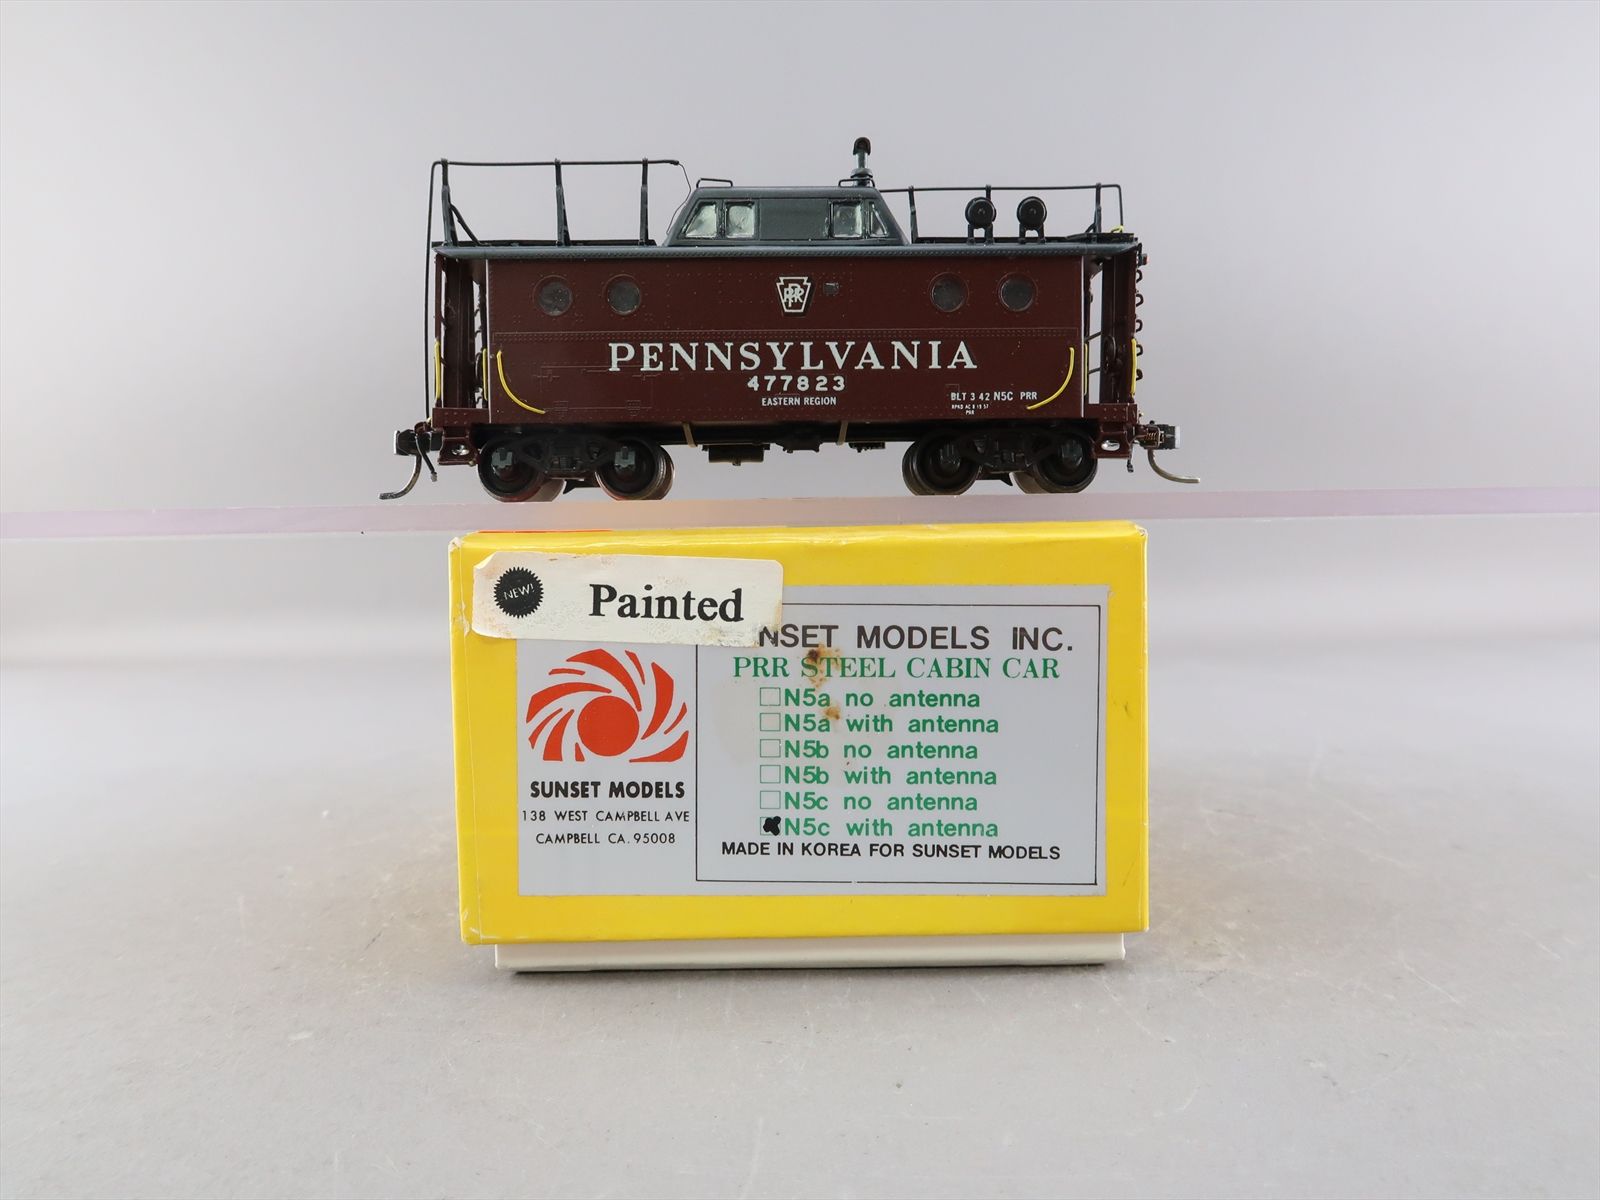 PRR
PENNSYLVANIA
477823
EASTERN REGION
BLT 3 42 N5C PRR
PRR
NEW!
Painted
NSET MODELS INC.
PRR STEEL CABIN CAR
N5a no antenna
N5a with antenna
N5b no antenna
N5b with antenna
N5c no antenna
N5c with antenna
MADE IN KOREA FOR SUNSET MODELS
SUNSET MODELS
138 WEST CAMPBELL AVE
CAMPBELL CA. 95008